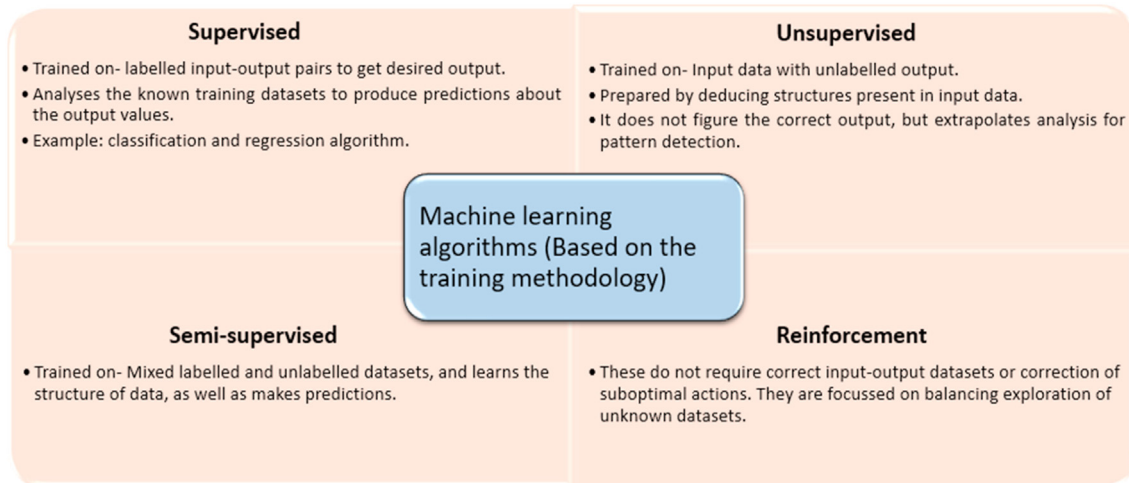 Supervised
• Trained on- labelled input-output pairs to get desired output.
• Analyses the known training datasets to produce predictions about
the output values.
• Example: classification and regression algorithm.
Unsupervised
• Trained on- Input data with unlabelled output.
• Prepared by deducing structures present in input data.
• It does not figure the correct output, but extrapolates analysis for
pattern detection.
Machine learning
algorithms (Based on the
training methodology)
Semi-supervised
• Trained on- Mixed labelled and unlabelled datasets, and learns the
structure of data, as well as makes predictions.
Reinforcement
• These do not require correct input-output datasets or correction of
suboptimal actions. They are focussed on balancing exploration of
unknown datasets.